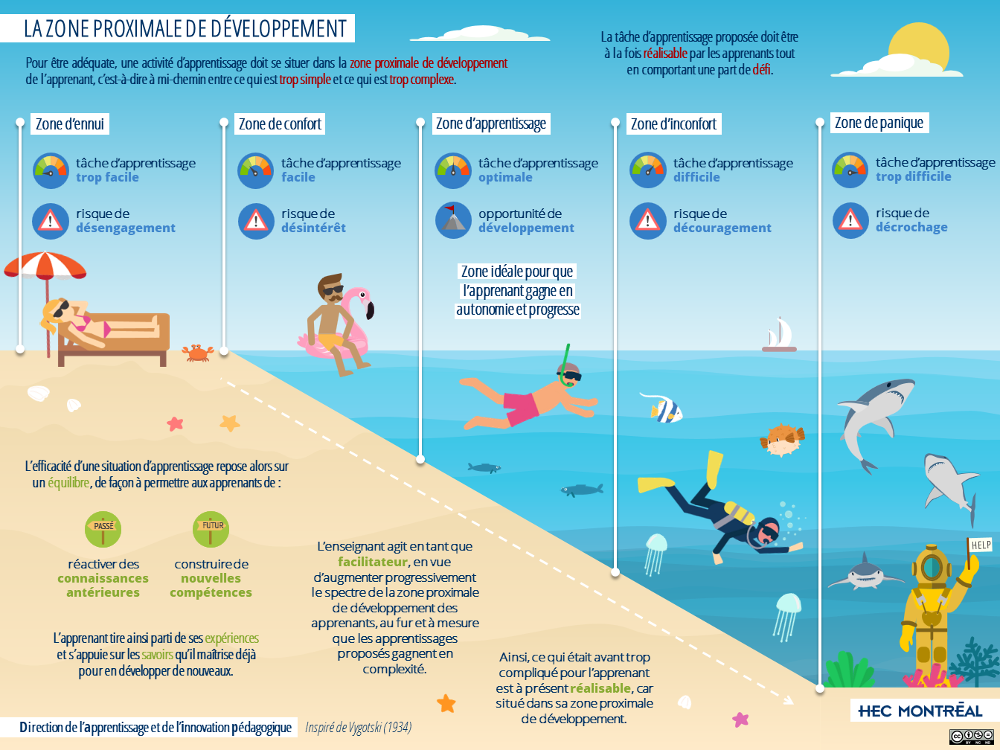 LA ZONE PROXIMALE DE DÉVELOPPEMENT
Pour être adéquate, une activité d'apprentissage doit se situer dans la zone proximale de développement
de l'apprenant, c'est-à-dire à mi-chemin entre ce qui est trop simple et ce qui est trop complexe.
La tâche d'apprentissage proposée doit être
à la fois réalisable par les apprenants tout
en comportant une part de défi.
Zone d'ennui
tâche d'apprentissage
trop facile
risque de
désengagement
Zone de confort
tâche d'apprentissage
facile
risque de
désintérêt
Zone d'apprentissage
tâche d'apprentissage
optimale
opportunité de
développement
Zone idéale pour que
l'apprenant gagne en
autonomie et progresse
Zone d'inconfort
tâche d'apprentissage
difficile
risque de
découragement
Zone de panique
tâche d'apprentissage
trop difficile
risque de
décrochage
L'efficacité d'une situation d'apprentissage repose alors sur
un équilibre, de façon à permettre aux apprenants de :
PASSÉ
réactiver des
connaissances
antérieures
FUTUR
construire de
nouvelles
compétences
L'apprenant tire ainsi parti de ses expériences
et s'appuie sur les savoirs qu'il maîtrise déjà
pour en développer de nouveaux.
L'enseignant agit en tant que
facilitateur, en vue
d'augmenter progressivement
le spectre de la zone proximale
de développement des
apprenants, au fur et à mesure
que les apprentissages
proposés gagnent en
complexité.
Ainsi, ce qui était avant trop
compliqué pour l'apprenant
est à présent réalisable, car
situé dans sa zone proximale
de développement.
HELP
HEC MONTRÉAL
Direction de l'apprentissage et de l'innovation pédagogique
Inspiré de Vygotski (1934)
cc
BY NC ND